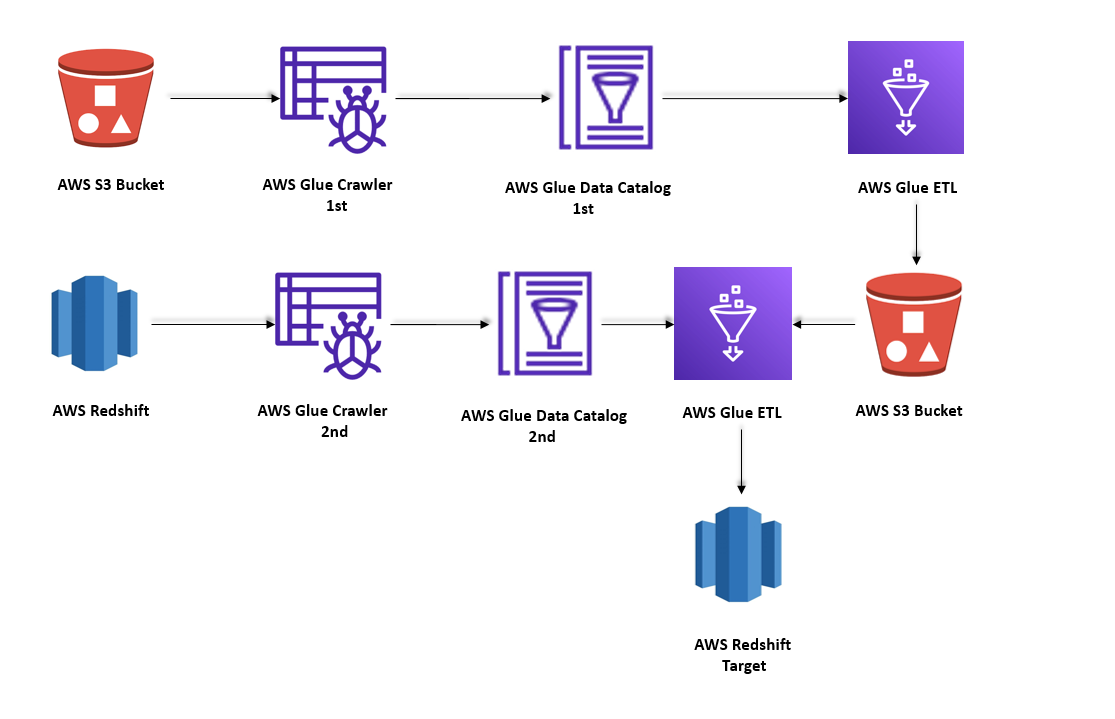 AWS S3 Bucket
AWS Glue Crawler
1st
AWS Glue Data Catalog
1st
AWS Glue ETL
AWS Redshift
AWS Glue Crawler
2nd
AWS Glue Data Catalog
2nd
AWS Glue ETL
AWS S3 Bucket
AWS Redshift
Target